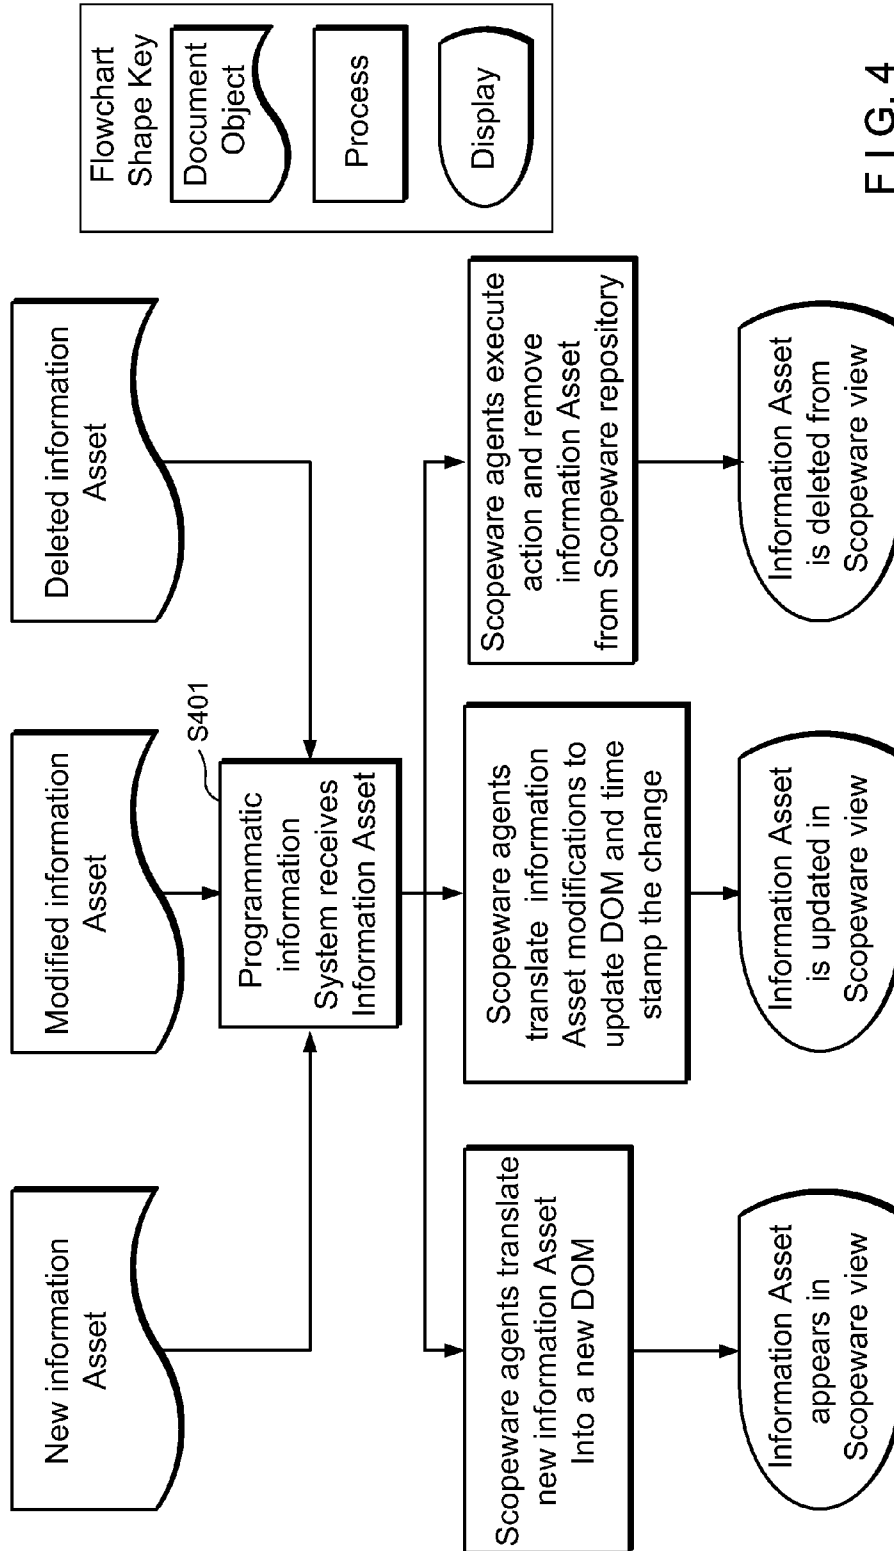 New information
Asset
Modified information
Asset
Deleted information
Asset
S401
Programmatic
information
System receives
Information Asset
Scopeware agents translate
new information Asset
Into a new DOM
Scopeware agents
translate information
Asset modifications to
update DOM and time
stamp the change
Scopeware agents execute
action and remove
information Asset
from Scopeware repository
Information Asset
appears in
Scopeware view
Information Asset
is updated in
Scopeware view
Information Asset
is deleted from
Scopeware view
Flowchart
Shape Key
Document
Object
Process
Display
FIG. 4